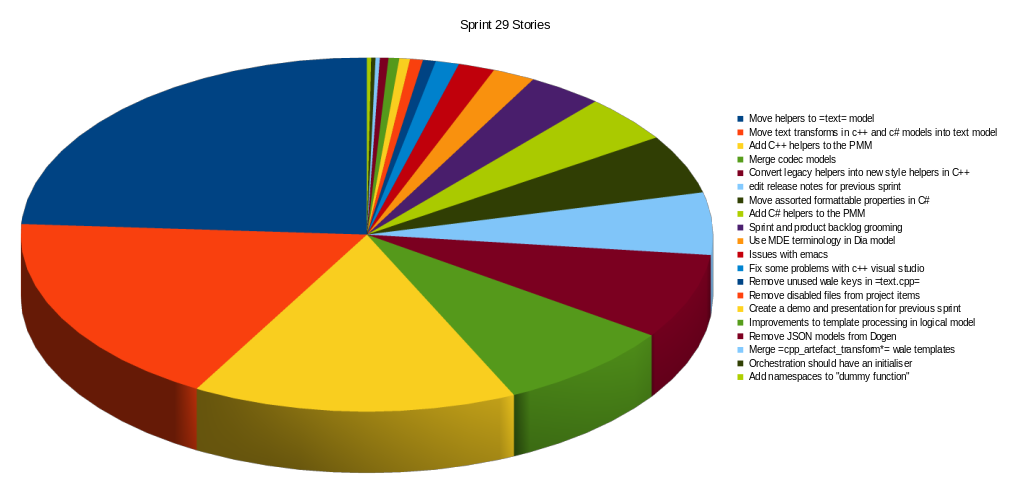 Sprint 29 Stories
Move helpers to =text= model
Move text transforms in c++ and c# models into text model
Add C++ helpers to the PMM
Merge codec models
Convert legacy helpers into new style helpers in C++
edit release notes for previous sprint
Move assorted formattable properties in C#
Add C# helpers to the PMM
Sprint and product backlog grooming
Use MDE terminology in Dia model
Issues with emacs
Fix some problems with c++ visual studio
Remove unused wale keys in =text.cpp=
Remove disabled files from project items
Create a demo and presentation for previous sprint
Improvements to template processing in logical model
Remove JSON models from Dogen
Merge =cpp_artefact_transform*= wale templates
Orchestration should have an initialiser
Add namespaces to "dummy function"